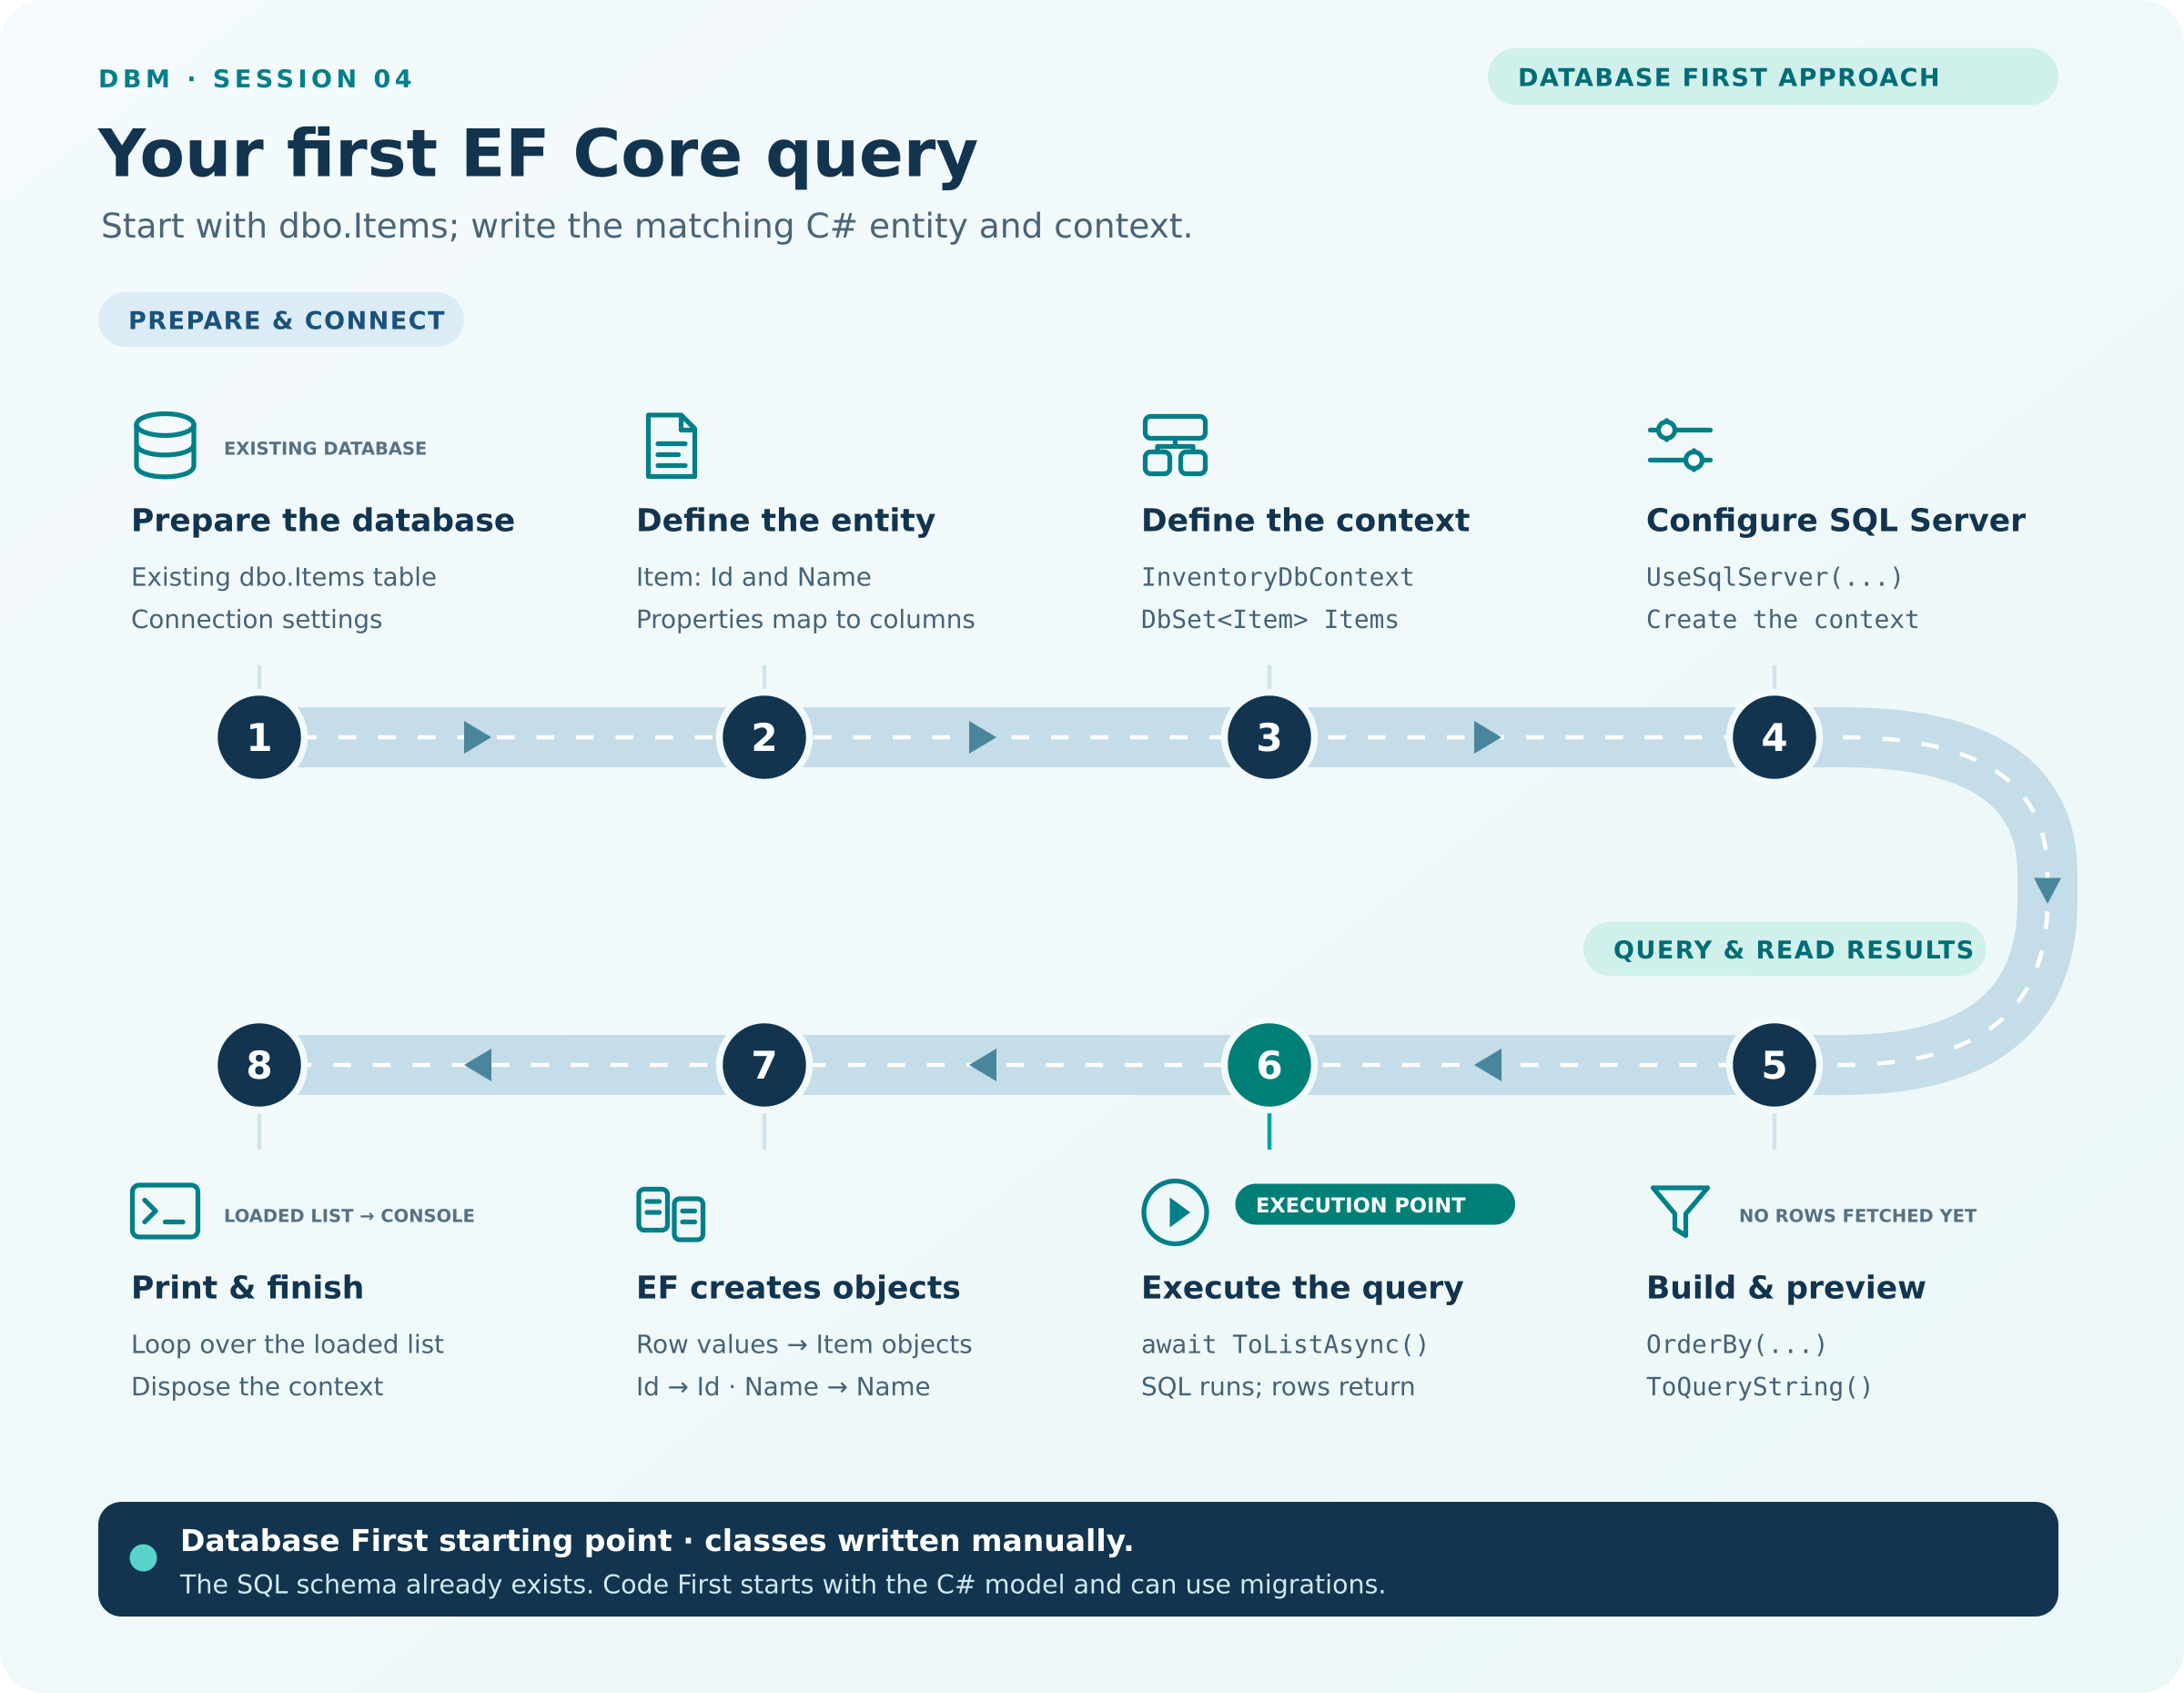 DBM · SESSION 04
DATABASE FIRST APPROACH
Your first EF Core query
Start with dbo.Items; write the matching C# entity and context.
PREPARE & CONNECT
EXISTING DATABASE
Prepare the database
Existing dbo.Items table
Connection settings
Define the entity
Item: Id and Name
Properties map to columns
Define the context
InventoryDbContext
DbSet<Item> Items
Configure SQL Server
UseSqlServer(...)
Create the context
1
2
3
4
QUERY & READ RESULTS
8
7
6
5
LOADED LIST → CONSOLE
Print & finish
Loop over the loaded list
Dispose the context
EF creates objects
Row values → Item objects
Id → Id · Name → Name
EXECUTION POINT
Execute the query
await ToListAsync()
SQL runs; rows return
NO ROWS FETCHED YET
Build & preview
OrderBy(...)
ToQueryString()
Database First starting point · classes written manually.
The SQL schema already exists. Code First starts with the C# model and can use migrations.